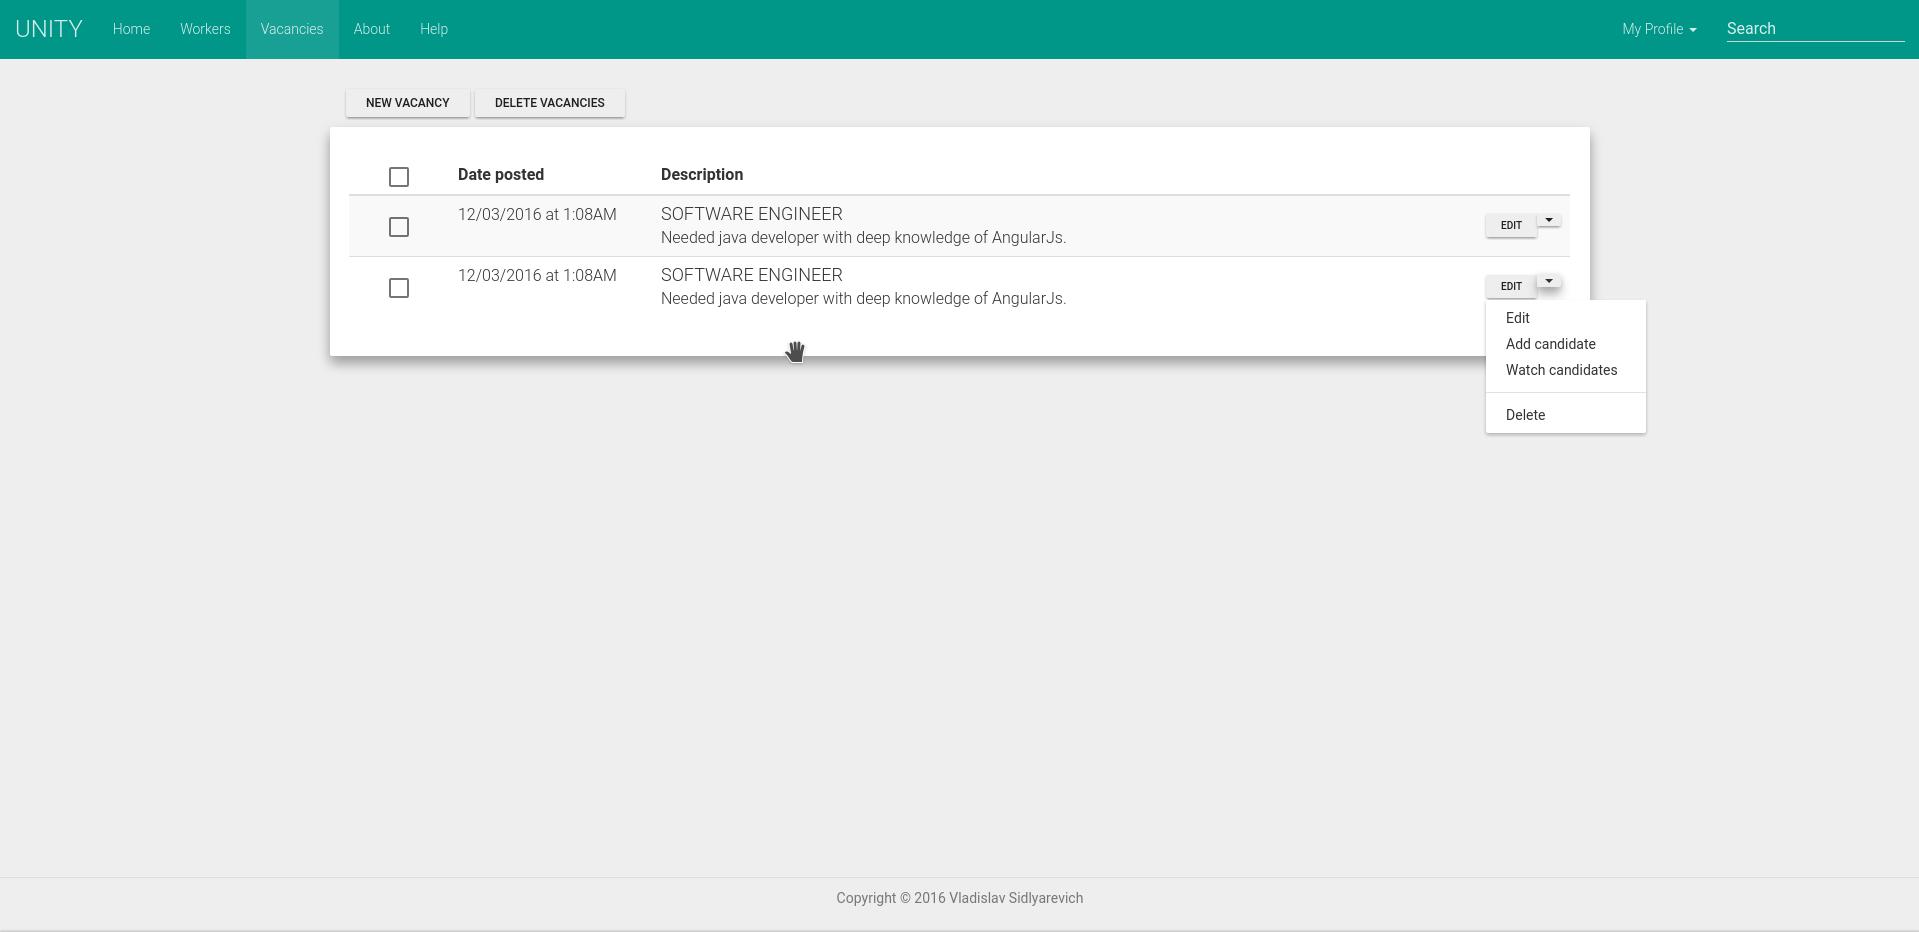 UNITY Home Workers Vacancies About Help My Profile Search
NEW VACANCY DELETE VACANCIES
Date posted Description
12/03/2016 at 1:08AM SOFTWARE ENGINEER
Needed java developer with deep knowledge of AngularJs.
EDIT
12/03/2016 at 1:08AM SOFTWARE ENGINEER
Needed java developer with deep knowledge of AngularJs.
EDIT
Edit
Add candidate
Watch candidates
Delete
Copyright © 2016 Vladislav Sidlyarevich